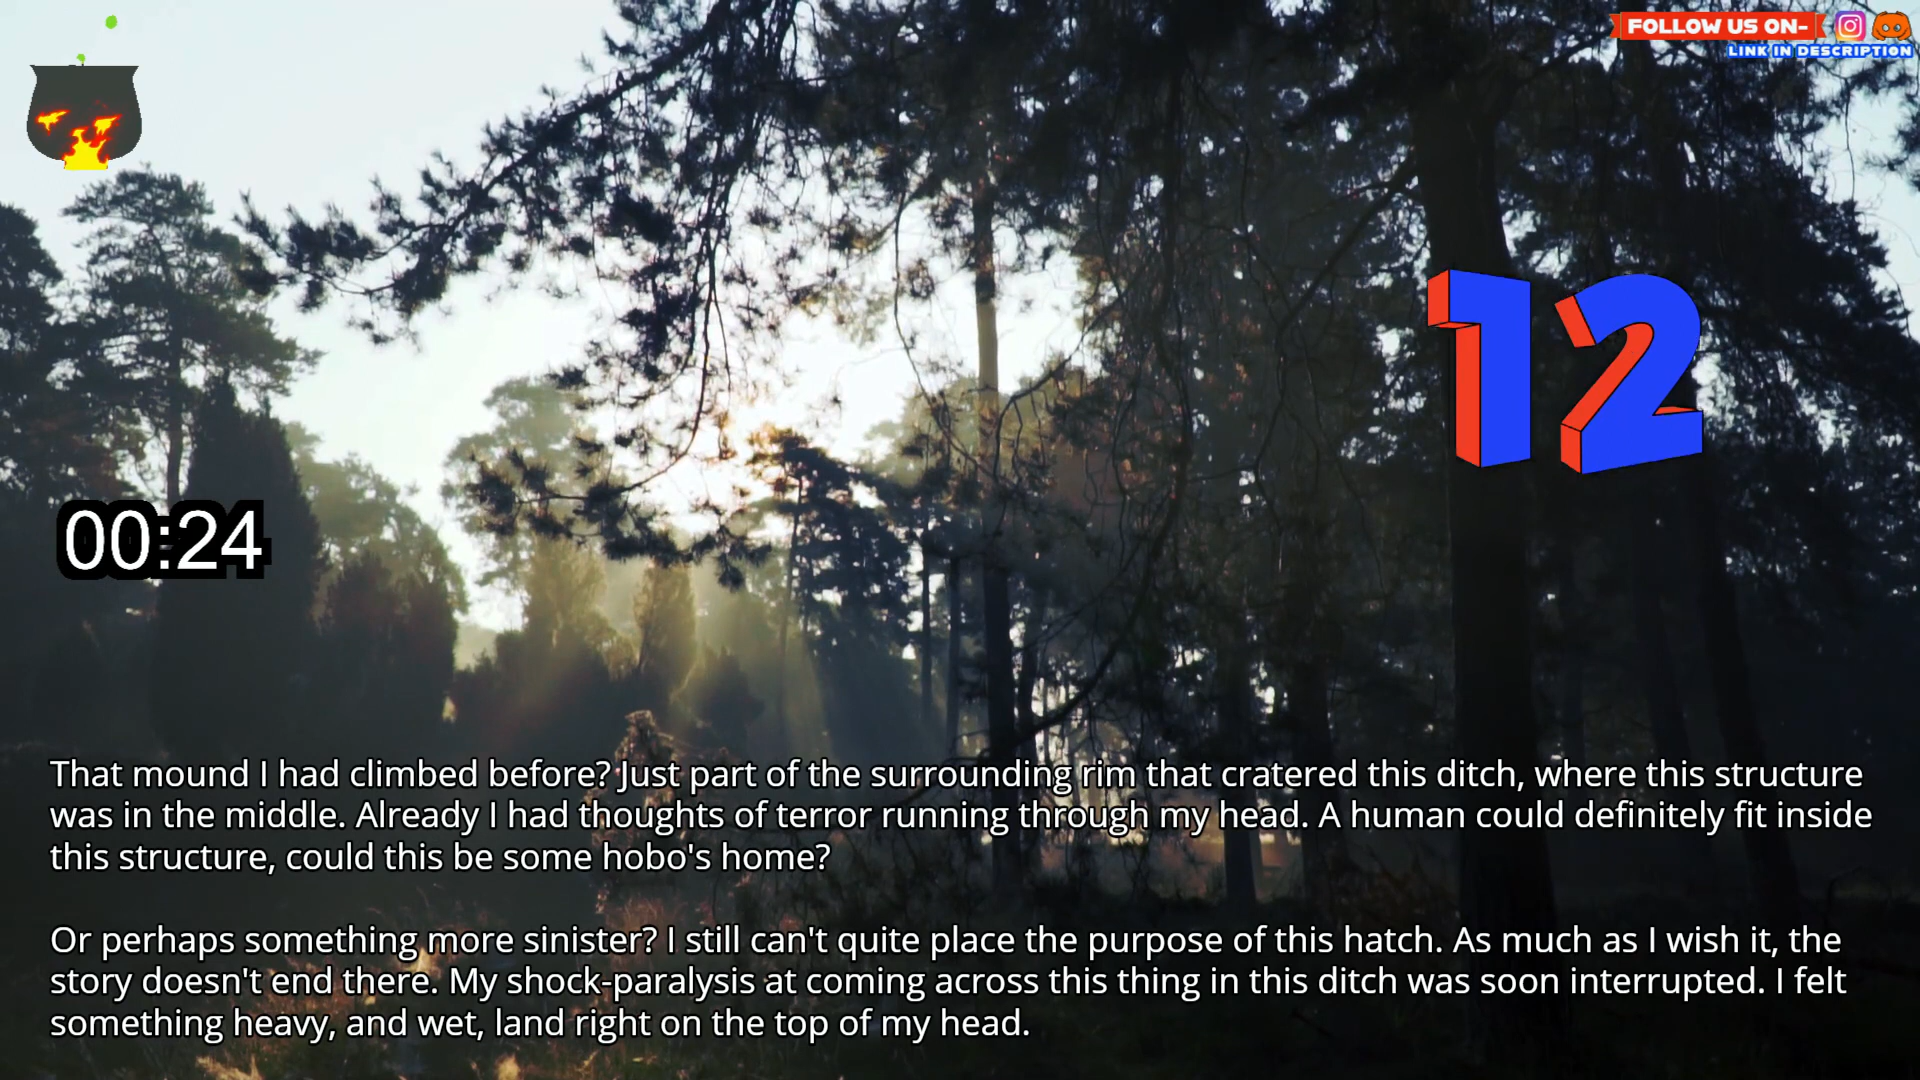 FOLLOW US ON-
LINK IN DESCRIPTION
12
00:24
That mound I had climbed before? Just part of the surrounding rim that cratered this ditch, where this structure
was in the middle. Already I had thoughts of terror running through my head. A human could definitely fit inside
this structure, could this be some hobo's home?
Or perhaps something more sinister? I still can't quite place the purpose of this hatch. As much as I wish it, the
story doesn't end there. My shock-paralysis at coming across this thing in this ditch was soon interrupted. I felt
something heavy, and wet, land right on the top of my head.